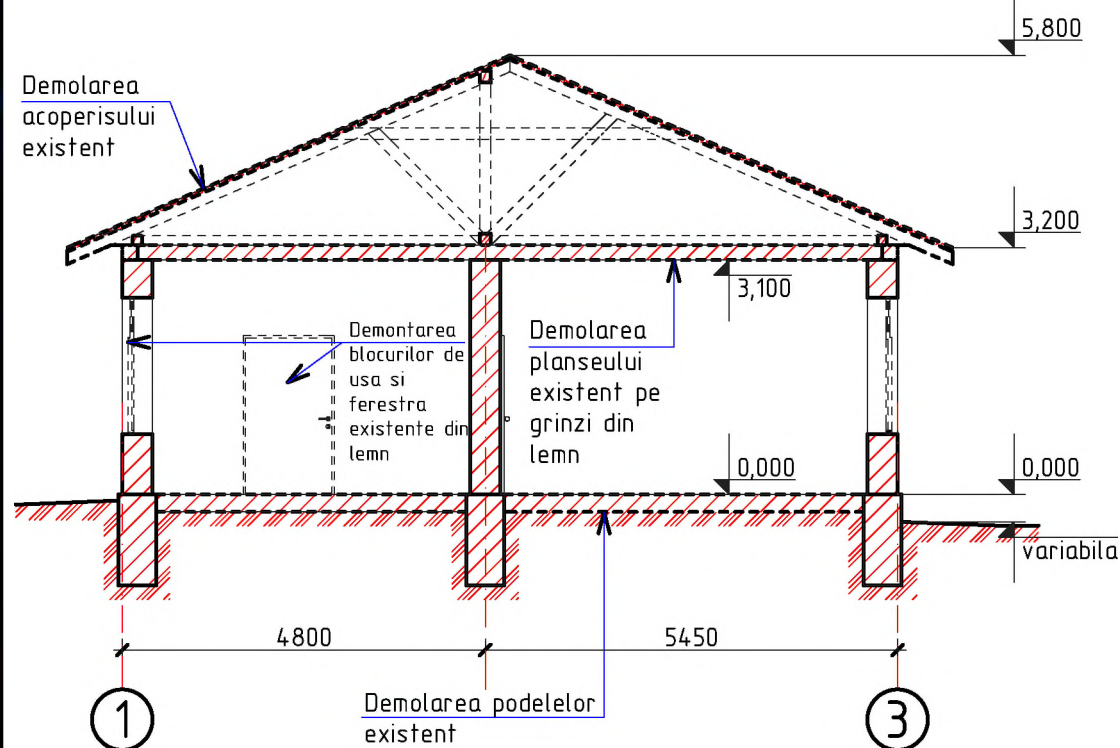 5,800
Demolarea
acoperisului
existent
3,200
3,100
Demontarea
blocurilor de
usa si
ferestra
existente din
lemn
Demolarea
planseului
existent pe
grinzi din
lemn
0,000
0,000
variabila
4800
5450
Demolarea podelelor
existent
1
3